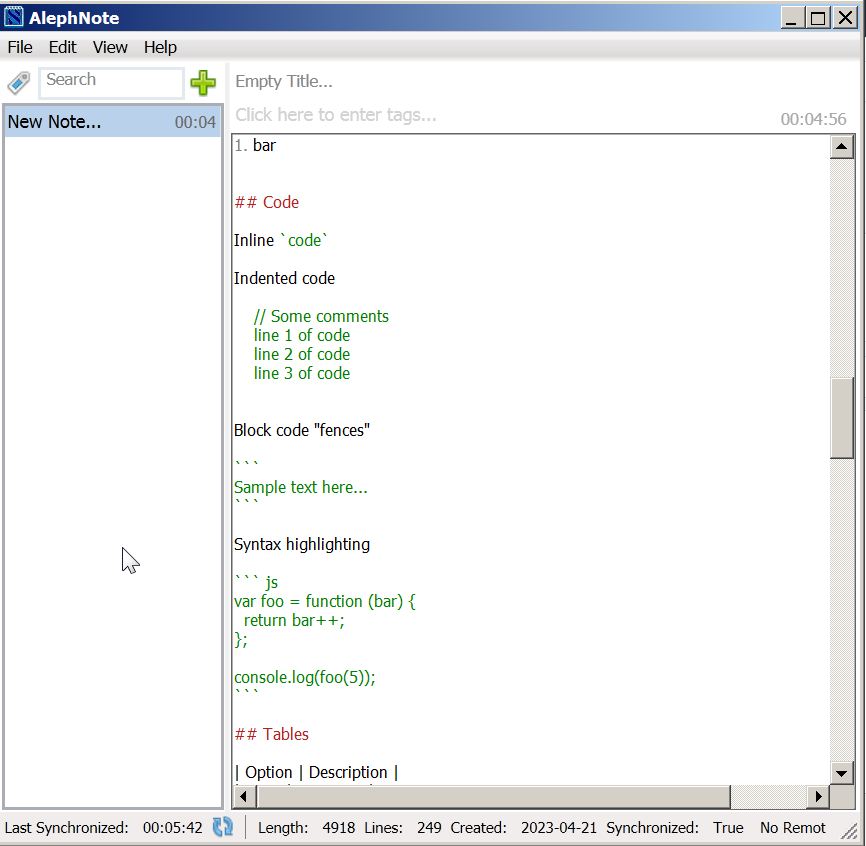 AlephNote
File Edit View Help
Search
New Note... 00:04
Empty Title...
Click here to enter tags... 00:04:56
1. bar
## Code
Inline `code`
Indented code
// Some comments
line 1 of code
line 2 of code
line 3 of code
Block code "fences"
```
Sample text here...
```
Syntax highlighting
``` js
var foo = function (bar) {
return bar++;
};
console.log(foo(5));
```
## Tables
| Option | Description |
Last Synchronized: 00:05:42 Length: 4918 Lines: 249 Created: 2023-04-21 Synchronized: True No Remot